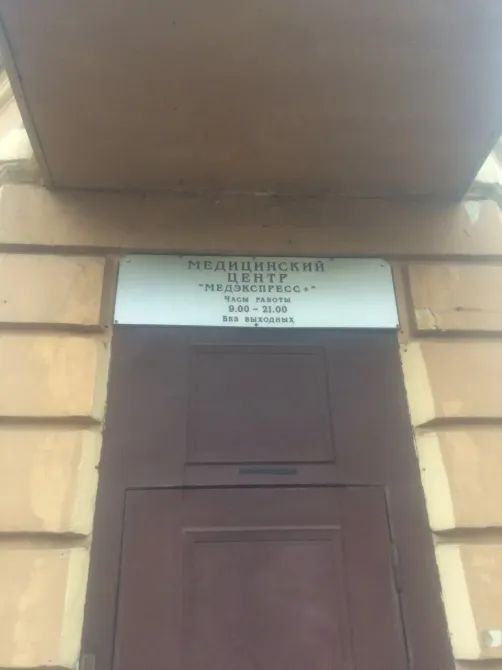 МЕДИЦИНСКИЙ
ЦЕНТР
"МЕДЭКСПРЕСС+"
Часы работы
9.00 – 21.00
Без выходных